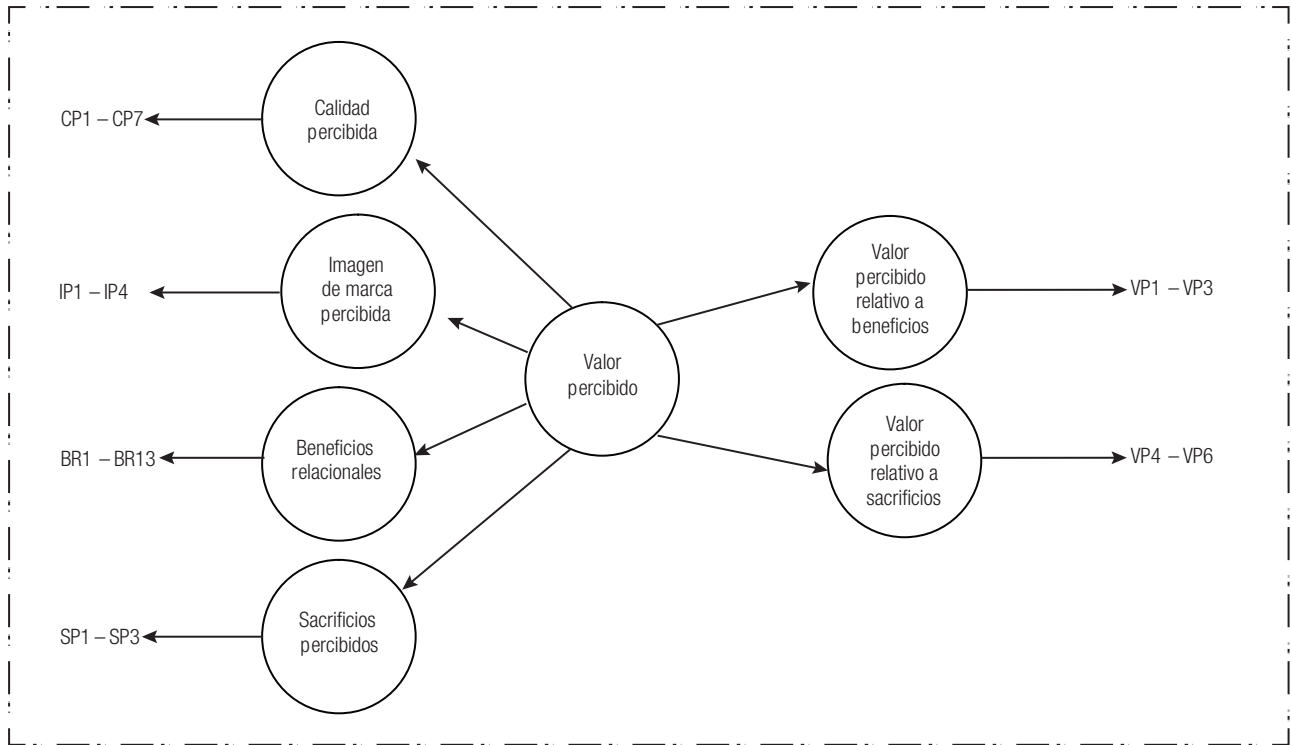 Calidad
percibida
CP1 – CP7
Imagen
de marca
percibida
IP1 – IP4
Beneficios
relacionales
BR1 – BR13
Sacrificios
percibidos
SP1 – SP3
Valor
percibido
Valor
percibido
relativo a
beneficios
VP1 – VP3
Valor
percibido
relativo a
sacrificios
VP4 – VP6